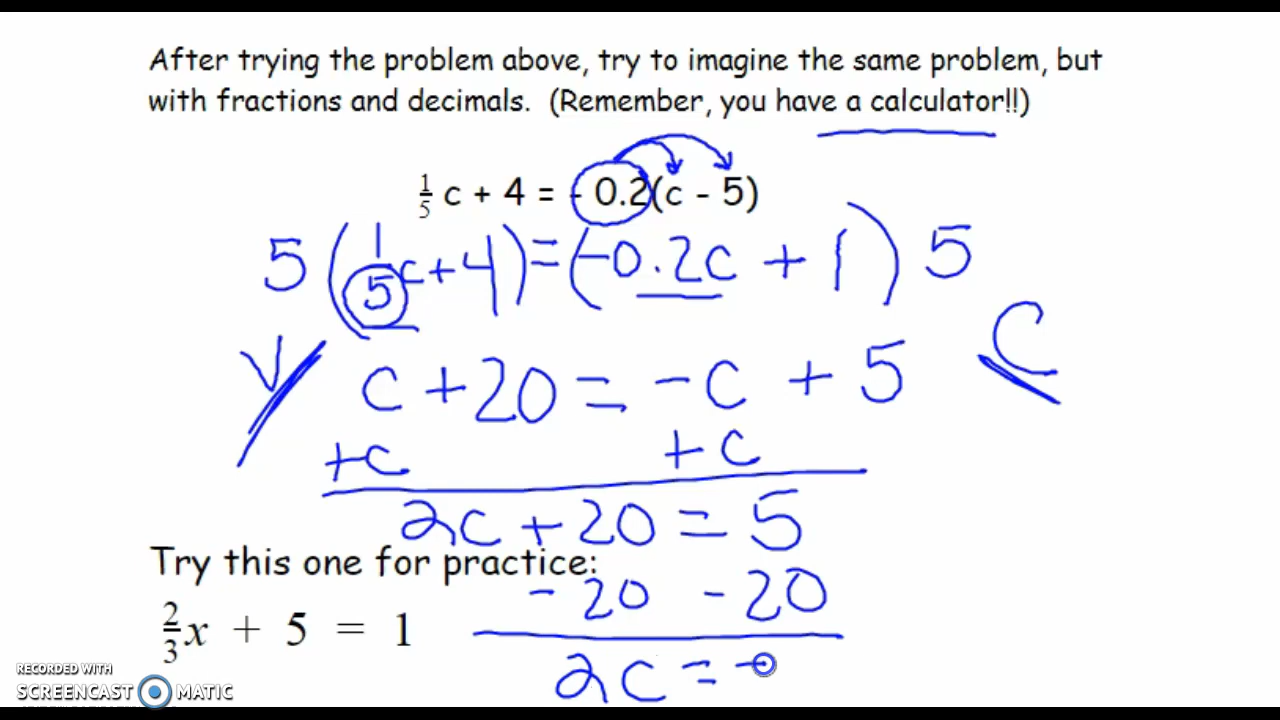 After trying the problem above, try to imagine the same problem, but
with fractions and decimals. (Remember, you have a calculator!!)
1/5 c + 4 = - 0.2(c - 5)
5 (1/5 c + 4) = (-0.2c + 1) 5
c + 20 = -c + 5
+c +c
2c + 20 = 5
Try this one for practice:
- 20 - 20
2/3 x + 5 = 1
2c = -
RECORDED WITH
SCREENCAST MATIC